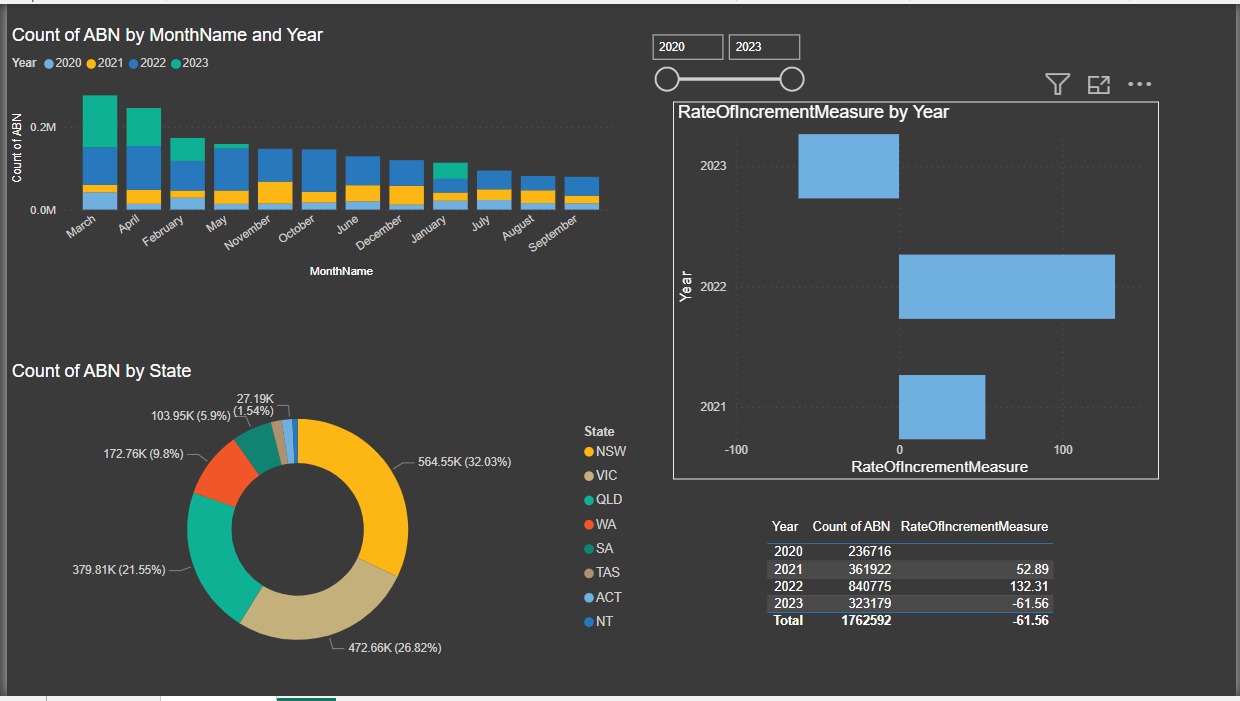 Count of ABN by MonthName and Year
Year 2020 2021 2022 2023
Count of ABN
0.2M
0.0M
March April February May November October June December January July August September
MonthName
2020 2023
RateOfIncrementMeasure by Year
Year
2023
2022
2021
-100 0 100
RateOfIncrementMeasure
Count of ABN by State
27.19K
(1.54%)
103.95K (5.9%)
172.76K (9.8%)
564.55K (32.03%)
379.81K (21.55%)
472.66K (26.82%)
State
NSW
VIC
QLD
WA
SA
TAS
ACT
NT
Year Count of ABN RateOfIncrementMeasure
2020 236716
2021 361922 52.89
2022 840775 132.31
2023 323179 -61.56
Total 1762592 -61.56